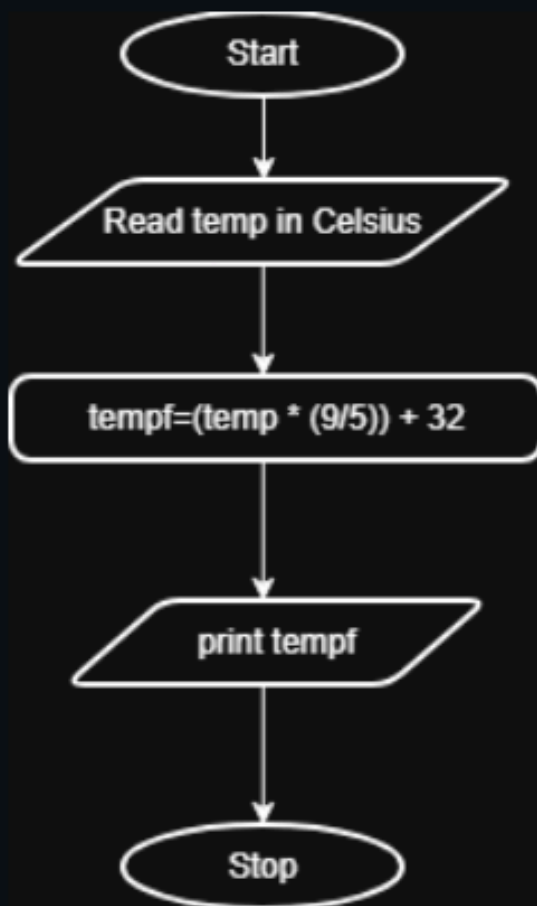 Start
Read temp in Celsius
tempf=(temp * (9/5)) + 32
print tempf
Stop